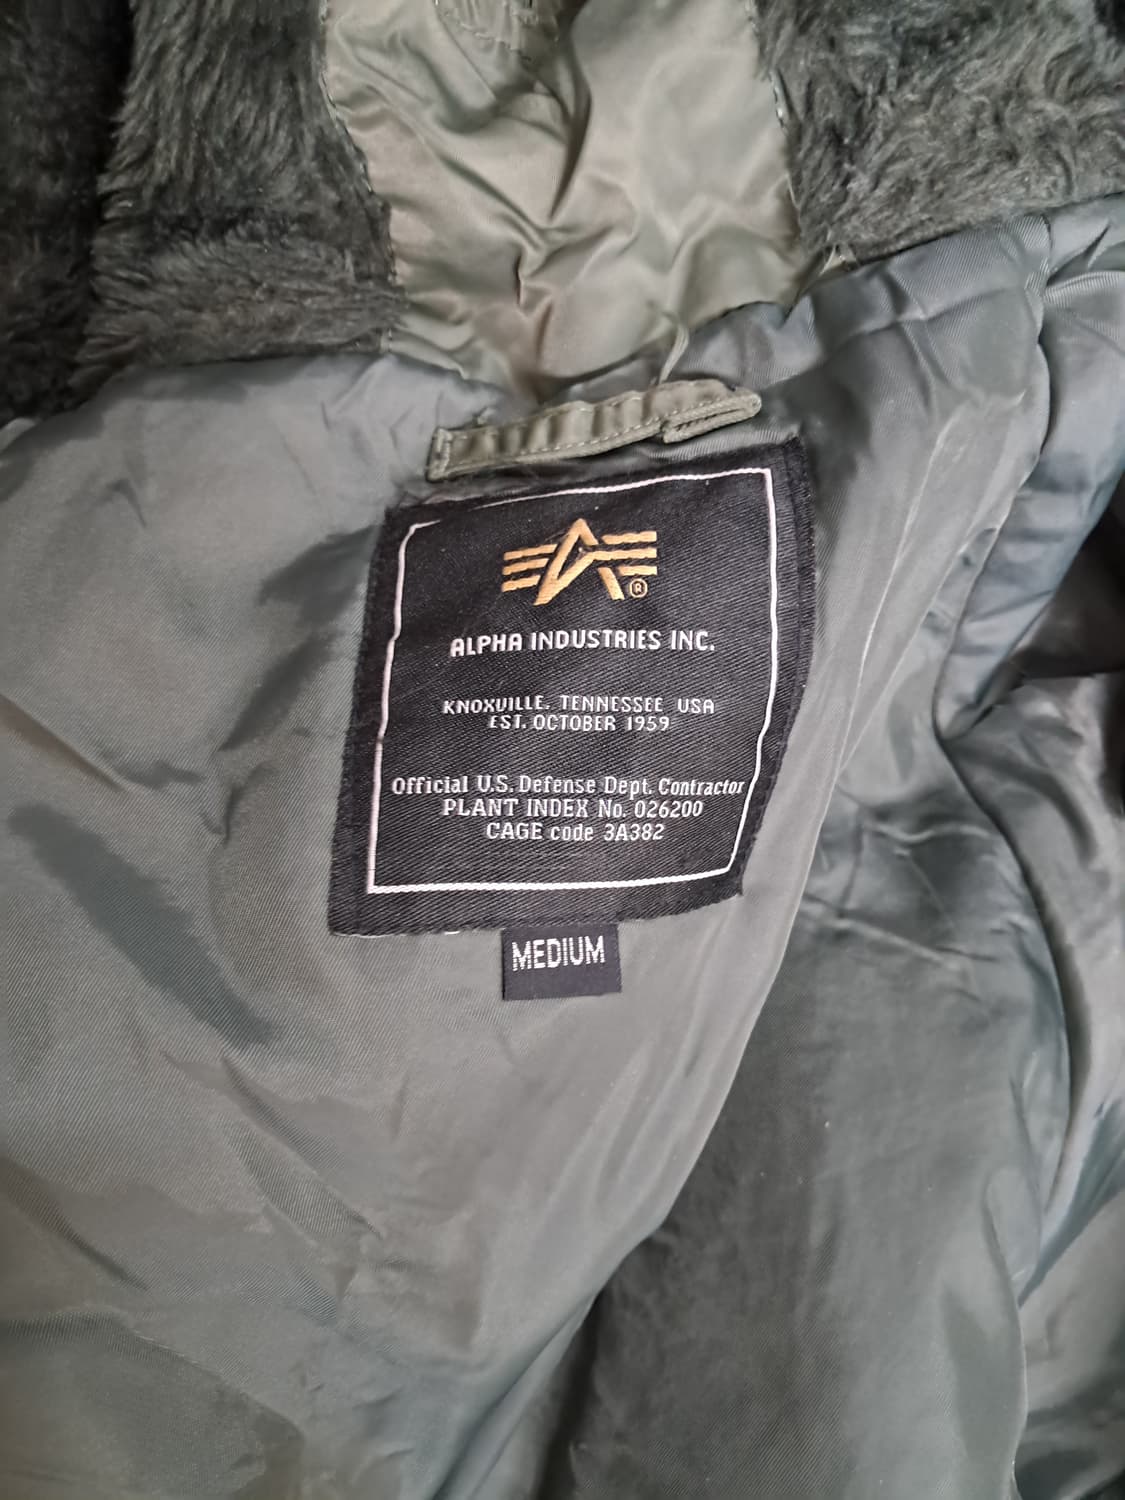 ®
ALPHA INDUSTRIES INC.
KNOXVILLE, TENNESSEE USA
EST. OCTOBER 1959
Official U.S. Defense Dept. Contractor
PLANT INDEX No. 026200
CAGE code 3A382
MEDIUM